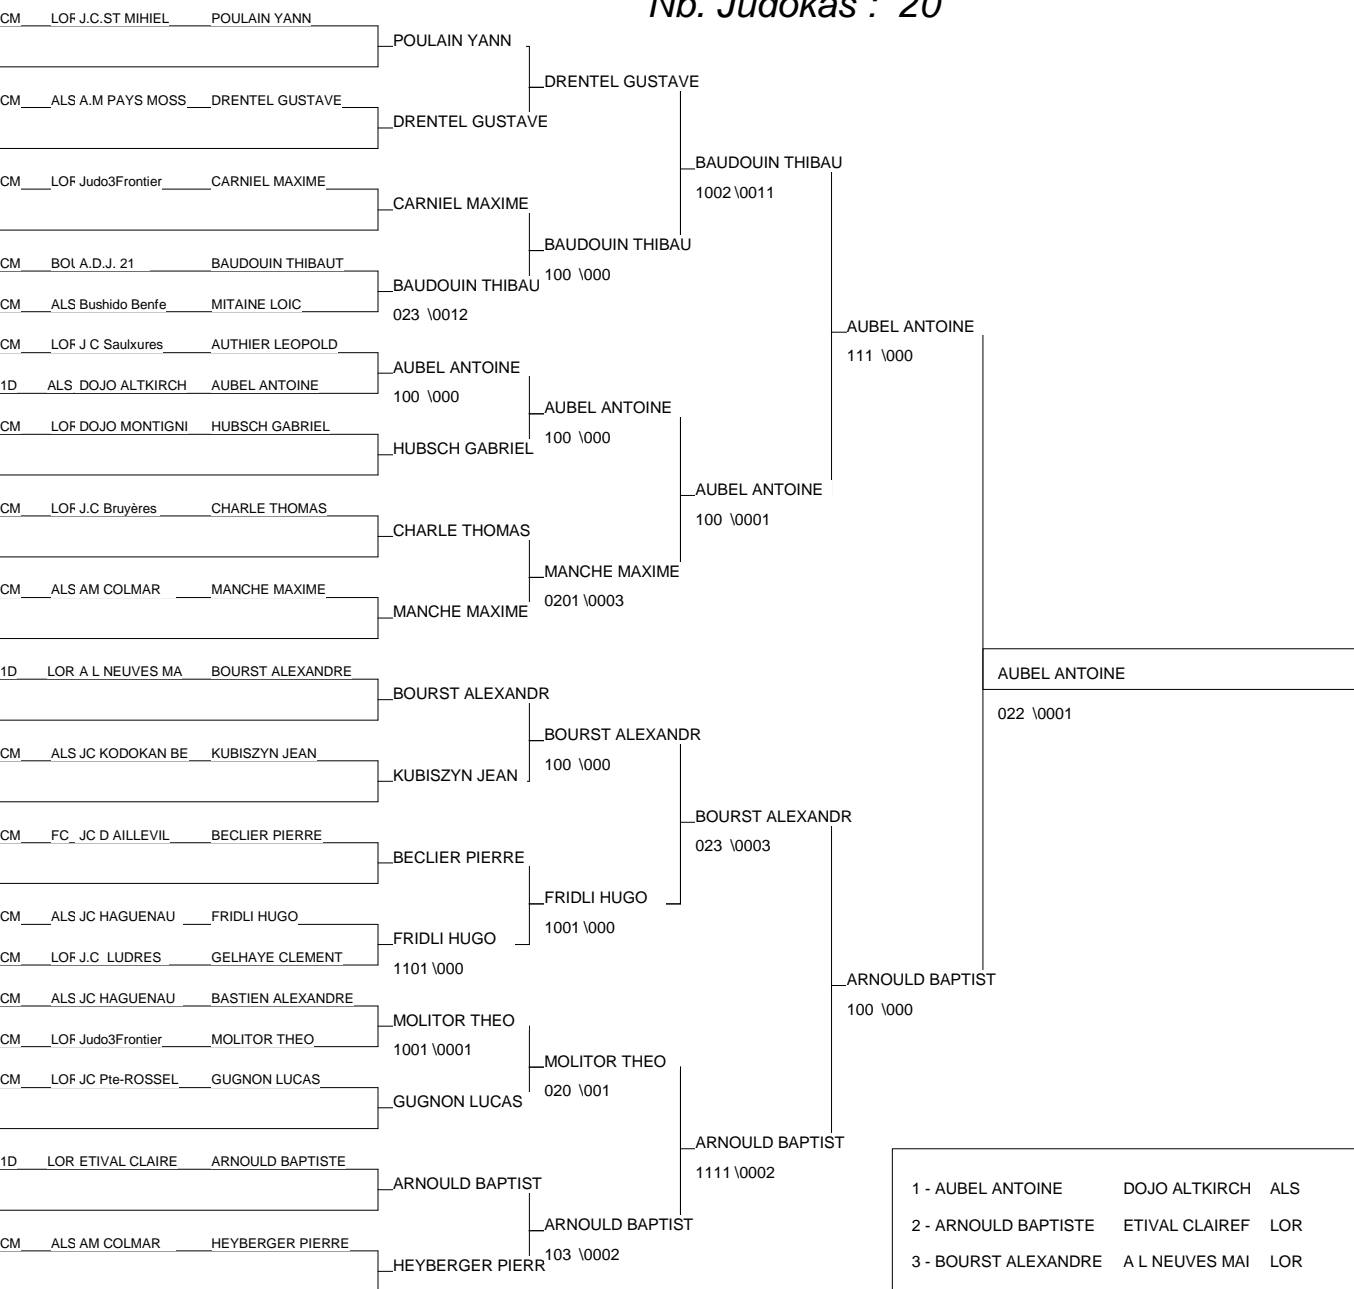 Nb. Judokas : 20
CM LOR J.C.ST MIHIEL POULAIN YANN
POULAIN YANN
DRENTEL GUSTAVE
CM ALS A.M PAYS MOSS DRENTEL GUSTAVE
DRENTEL GUSTAVE
BAUDOUIN THIBAU
1002 \0011
CM LOR Judo3Frontier CARNIEL MAXIME
CARNIEL MAXIME
BAUDOUIN THIBAU
100 \000
CM BOU A.D.J. 21 BAUDOUIN THIBAUT
BAUDOUIN THIBAU
023 \0012
CM ALS Bushido Benfe MITAINE LOIC
AUBEL ANTOINE
111 \000
CM LOR J C Saulxures AUTHIER LEOPOLD
AUBEL ANTOINE
100 \000
1D ALS DOJO ALTKIRCH AUBEL ANTOINE
AUBEL ANTOINE
100 \000
CM LOR DOJO MONTIGNI HUBSCH GABRIEL
HUBSCH GABRIEL
AUBEL ANTOINE
100 \0001
CM LOR J.C Bruyères CHARLE THOMAS
CHARLE THOMAS
MANCHE MAXIME
0201 \0003
CM ALS AM COLMAR MANCHE MAXIME
MANCHE MAXIME
AUBEL ANTOINE
022 \0001
1D LOR A L NEUVES MA BOURST ALEXANDRE
BOURST ALEXANDR
BOURST ALEXANDR
100 \000
CM ALS JC KODOKAN BE KUBISZYN JEAN
KUBISZYN JEAN
BOURST ALEXANDR
023 \0003
CM FC_ JC D AILLEVIL BECLIER PIERRE
BECLIER PIERRE
FRIDLI HUGO
1001 \000
CM ALS JC HAGUENAU FRIDLI HUGO
FRIDLI HUGO
1101 \000
CM LOR J.C LUDRES GELHAYE CLEMENT
ARNOULD BAPTIST
100 \000
CM ALS JC HAGUENAU BASTIEN ALEXANDRE
MOLITOR THEO
1001 \0001
CM LOR Judo3Frontier MOLITOR THEO
MOLITOR THEO
020 \001
CM LOR JC Pte-ROSSEL GUGNON LUCAS
GUGNON LUCAS
ARNOULD BAPTIST
1111 \0002
1D LOR ETIVAL CLAIRE ARNOULD BAPTISTE
ARNOULD BAPTIST
ARNOULD BAPTIST
103 \0002
CM ALS AM COLMAR HEYBERGER PIERRE
HEYBERGER PIERR
1 - AUBEL ANTOINE DOJO ALTKIRCH ALS
2 - ARNOULD BAPTISTE ETIVAL CLAIREF LOR
3 - BOURST ALEXANDRE A L NEUVES MAI LOR